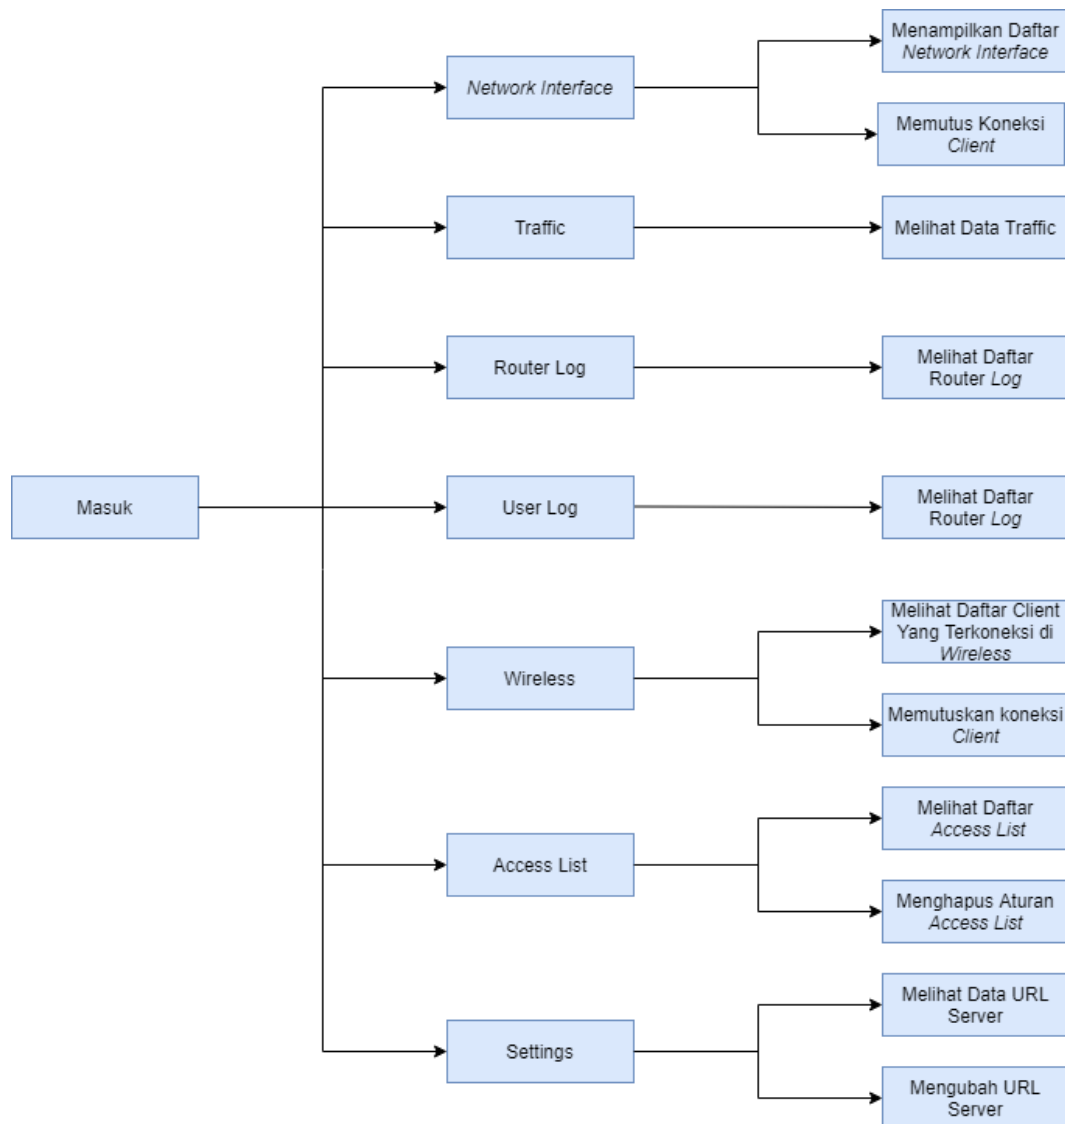 Menampilkan Daftar
Network Interface
Network Interface
Memutus Koneksi
Client
Traffic
Melihat Data Traffic
Router Log
Melihat Daftar
Router Log
Masuk
User Log
Melihat Daftar
Router Log
Melihat Daftar Client
Yang Terkoneksi di
Wireless
Wireless
Memutuskan koneksi
Client
Melihat Daftar
Access List
Access List
Menghapus Aturan
Access List
Melihat Data URL
Server
Settings
Mengubah URL
Server